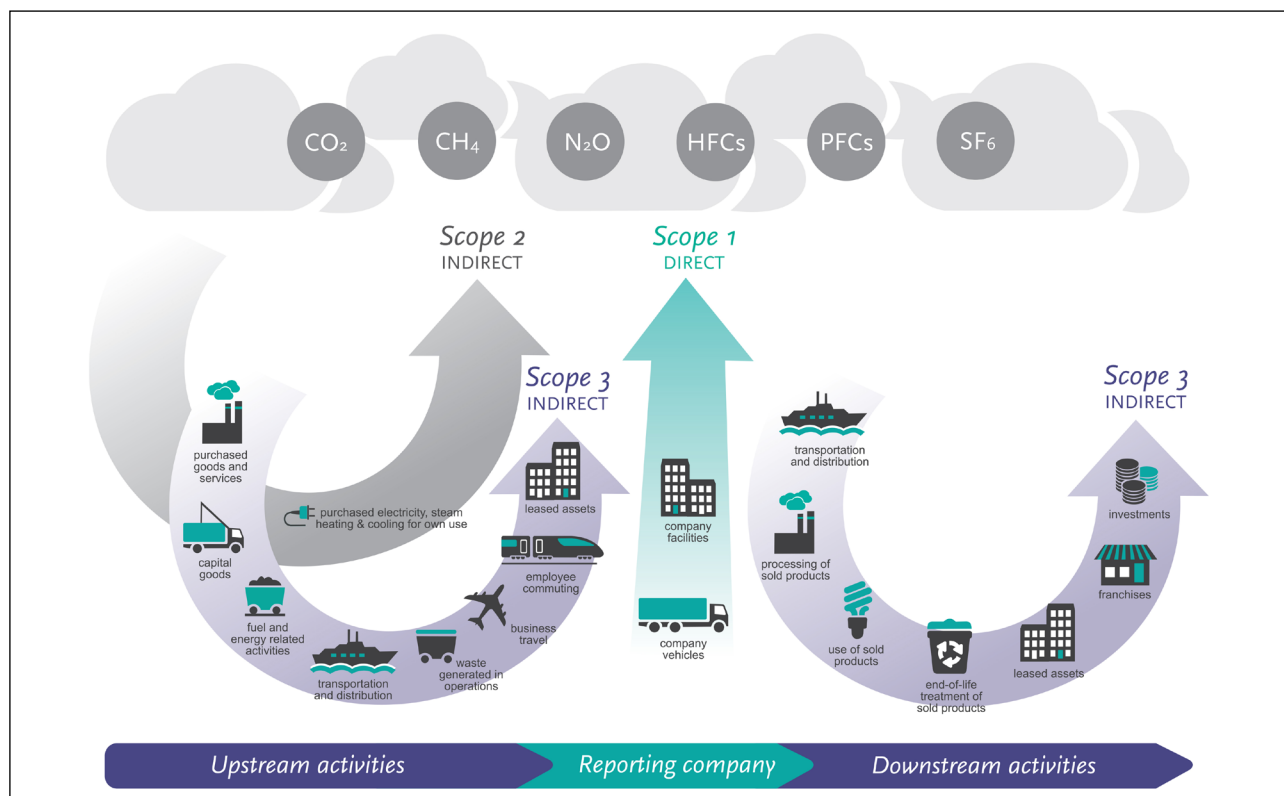 CO₂
CH₄
N₂O
HFCs
PFCs
SF₆
Scope 2
INDIRECT
Scope 1
DIRECT
Scope 3
INDIRECT
Scope 3
INDIRECT
purchased
goods and
services
capital
goods
fuel and
energy related
activities
transportation
and distribution
waste
generated in
operations
business
travel
employee
commuting
leased assets
purchased electricity, steam
heating & cooling for own use
company
facilities
company
vehicles
transportation
and distribution
processing of
sold products
use of sold
products
end-of-life
treatment of
sold products
leased assets
franchises
investments
Upstream activities
Reporting company
Downstream activities